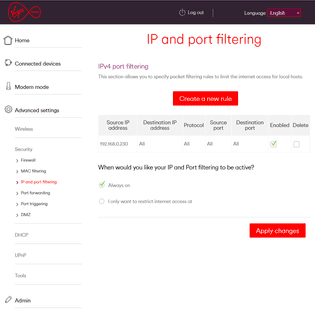 Virgin
Log out
Language English
Home
Connected devices
Modem mode
Advanced settings
Wireless
Security
> Firewall
> MAC filtering
> IP and port filtering
> Port forwarding
> Port triggering
> DMZ
DHCP
UPnP
Tools
Admin
IP and port filtering
IPv4 port filtering
This section allows you to specify packet filtering rules to limit the internet access for local hosts.
Create a new rule
Source IP address Destination IP address Protocol Source port Destination port Enabled Delete
192.168.0.230 All All All All
When would you like your IP and Port filtering to be active?
Always on
I only want to restrict internet access at
Apply changes